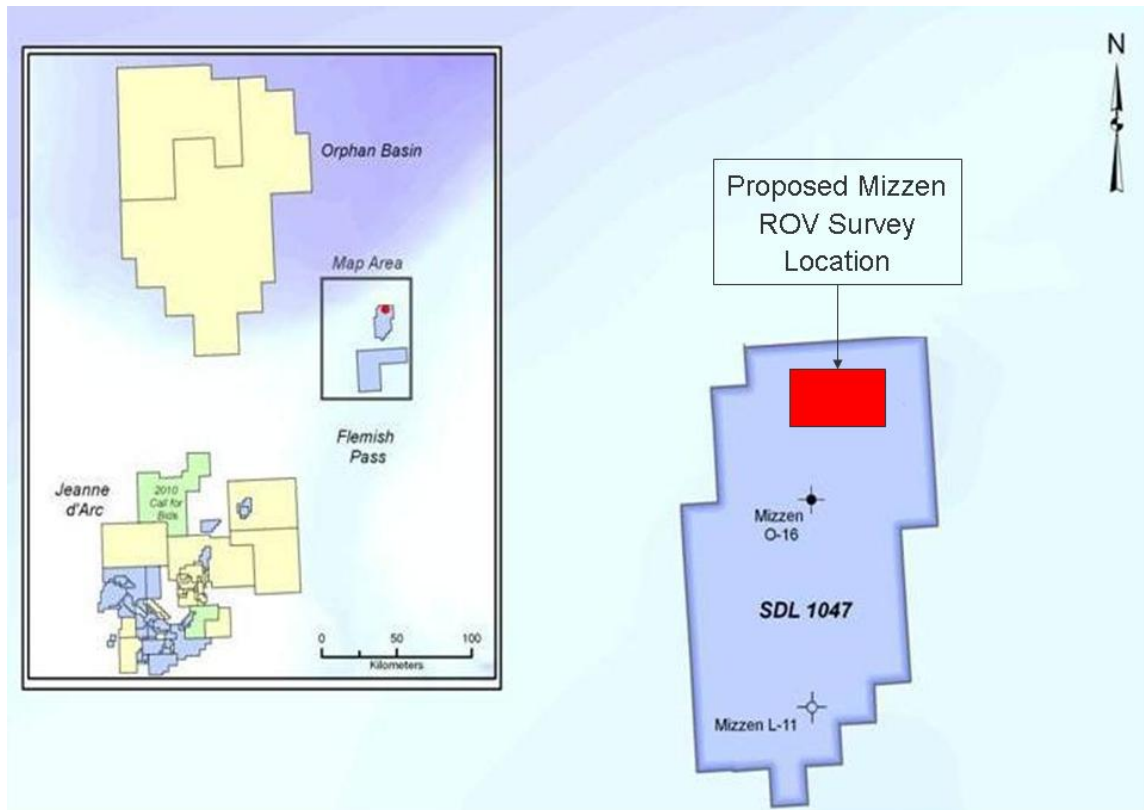 N
Orphan Basin
Map Area
Flemish
Pass
Jeanne
d'Arc
2010
Call for
Bids
0 50 100
Kilometers
Proposed Mizzen
ROV Survey
Location
Mizzen
O-16
SDL 1047
Mizzen L-11